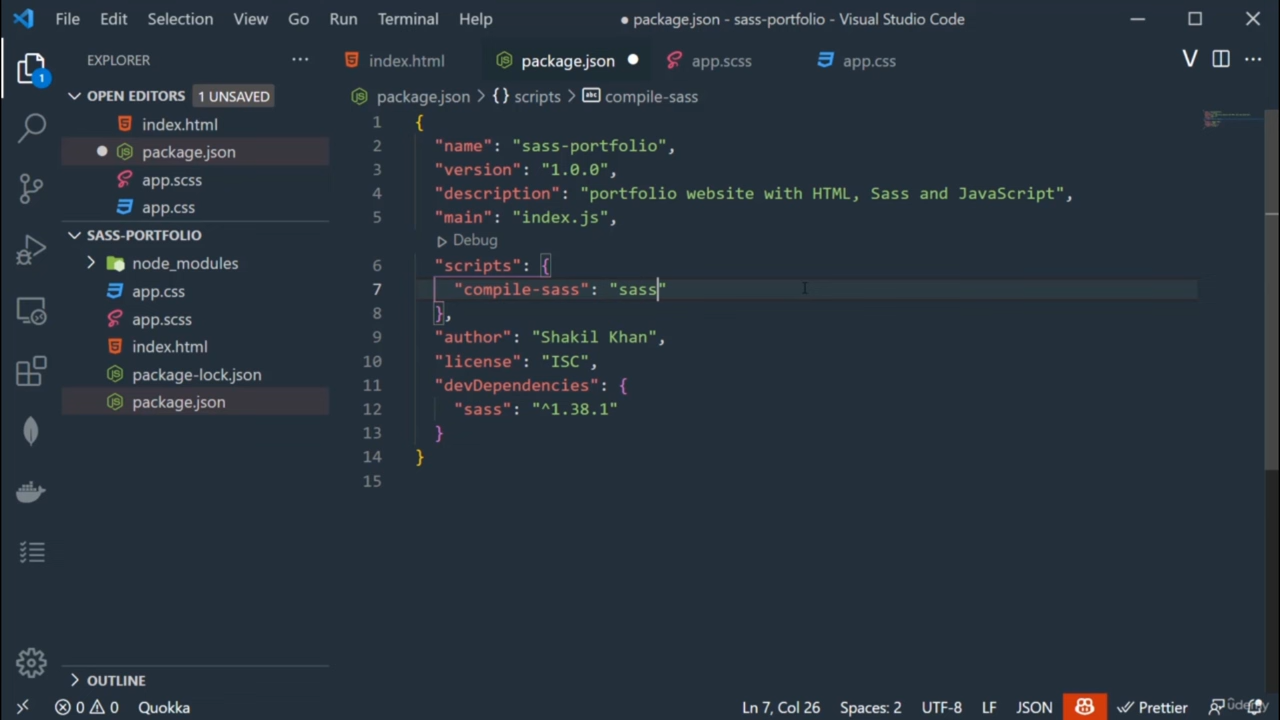 File Edit Selection View Go Run Terminal Help
● package.json - sass-portfolio - Visual Studio Code
EXPLORER
OPEN EDITORS 1 UNSAVED
index.html
package.json
app.scss
app.css
SASS-PORTFOLIO
node_modules
app.css
app.scss
index.html
package-lock.json
package.json
OUTLINE
1
index.html package.json app.scss app.css
package.json > {} scripts > abc compile-sass
1 {
2 "name": "sass-portfolio",
3 "version": "1.0.0",
4 "description": "portfolio website with HTML, Sass and JavaScript",
5 "main": "index.js",
Debug
6 "scripts": {
7 "compile-sass": "sass"
8 },
9 "author": "Shakil Khan",
10 "license": "ISC",
11 "devDependencies": {
12 "sass": "^1.38.1"
13 }
14 }
15
0 0 Quokka Ln 7, Col 26 Spaces: 2 UTF-8 LF JSON Prettier
udemy